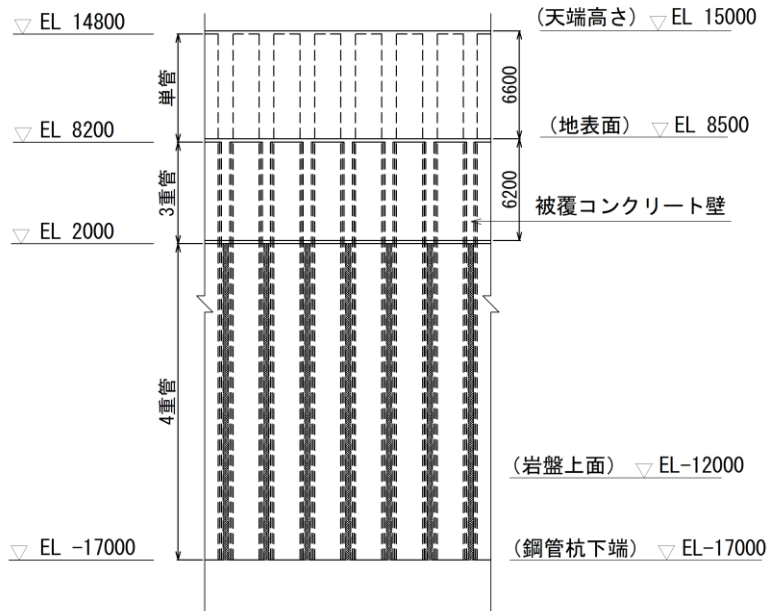 EL 14800
(天端高さ) EL 15000
単管
6600
EL 8200
(地表面) EL 8500
3重管
6200
被覆コンクリート壁
EL 2000
4重管
(岩盤上面) EL-12000
EL -17000
(鋼管杭下端) EL-17000